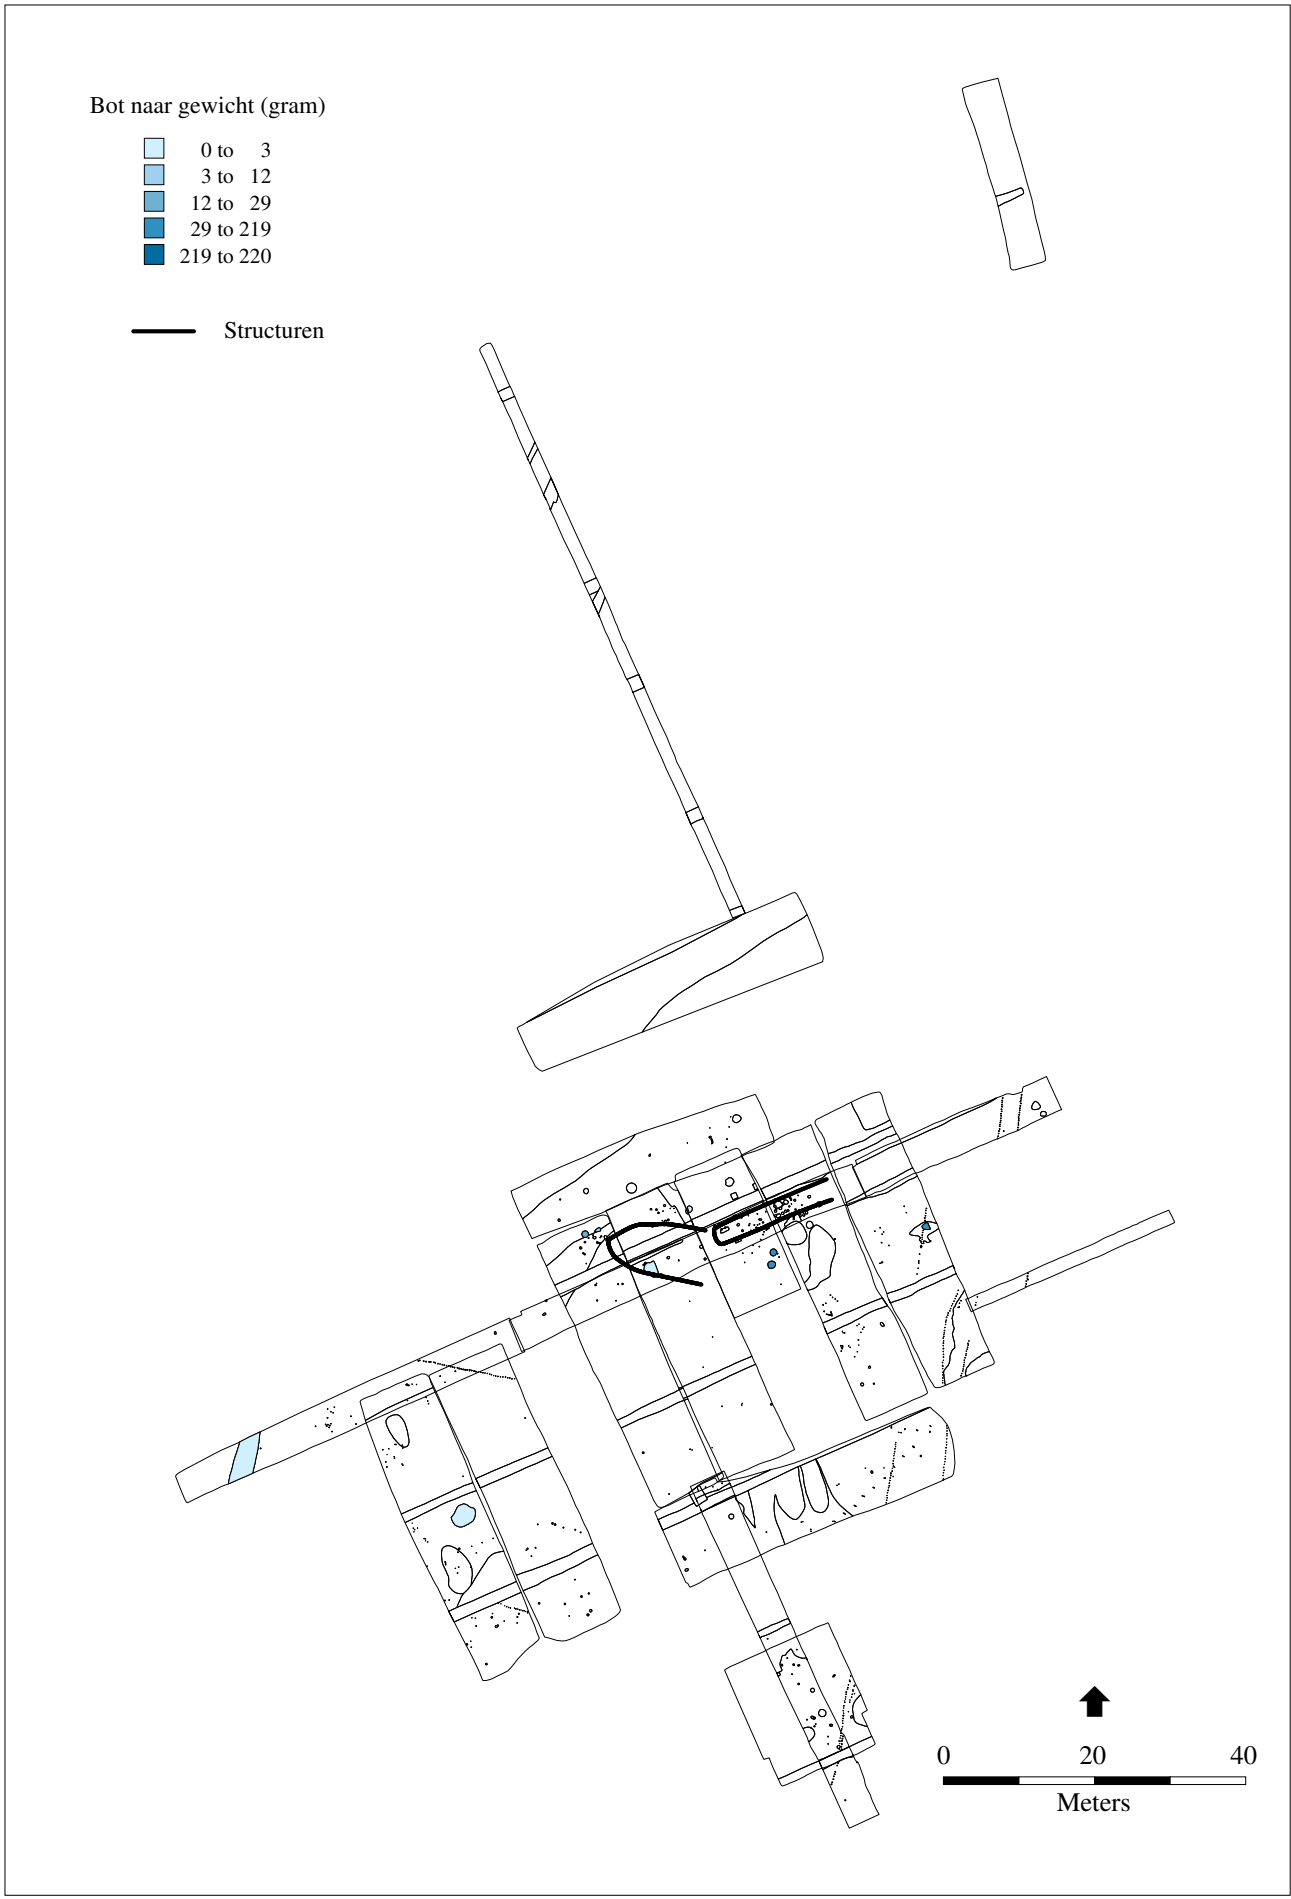 Bot naar gewicht (gram)
0 to 3
3 to 12
12 to 29
29 to 219
219 to 220
Structuren
0 20 40
Meters